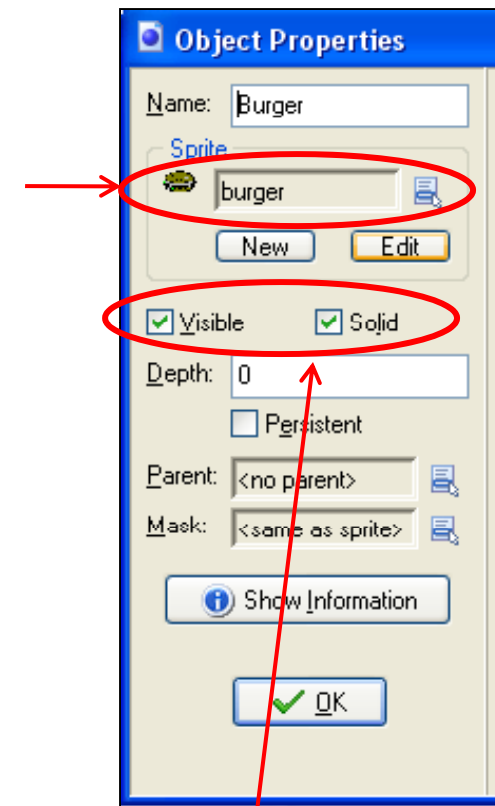 Object Properties
Name: Burger
Sprite
burger
New Edit
Visible Solid
Depth: 0
Persistent
Parent: <no parent>
Mask: <same as sprite>
Show Information
OK